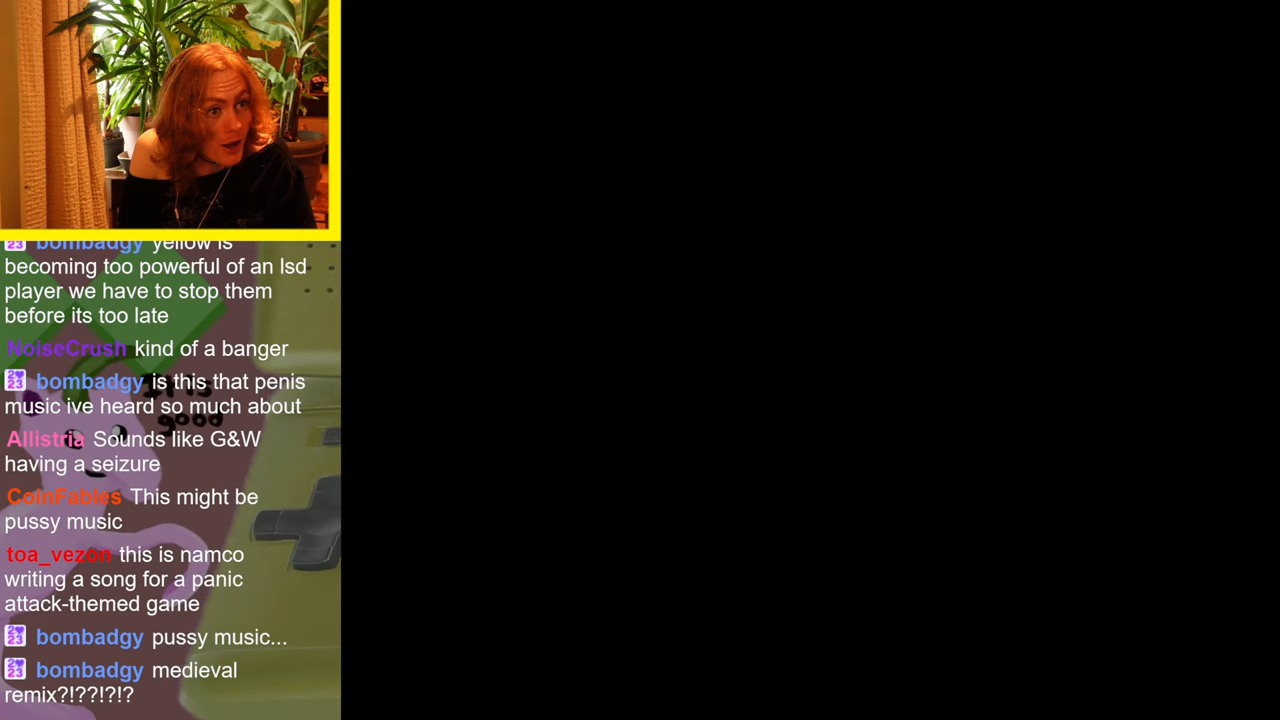 bombadgy yellow is
becoming too powerful of an lsd
player we have to stop them
before its too late
NoiseCrush kind of a banger
bombadgy is this that penis
music ive heard so much about
Allistria Sounds like G&W
having a seizure
CoinFables This might be
pussy music
toa_vezon this is namco
writing a song for a panic
attack-themed game
bombadgy pussy music...
bombadgy medieval
remix?!??!?!?
good